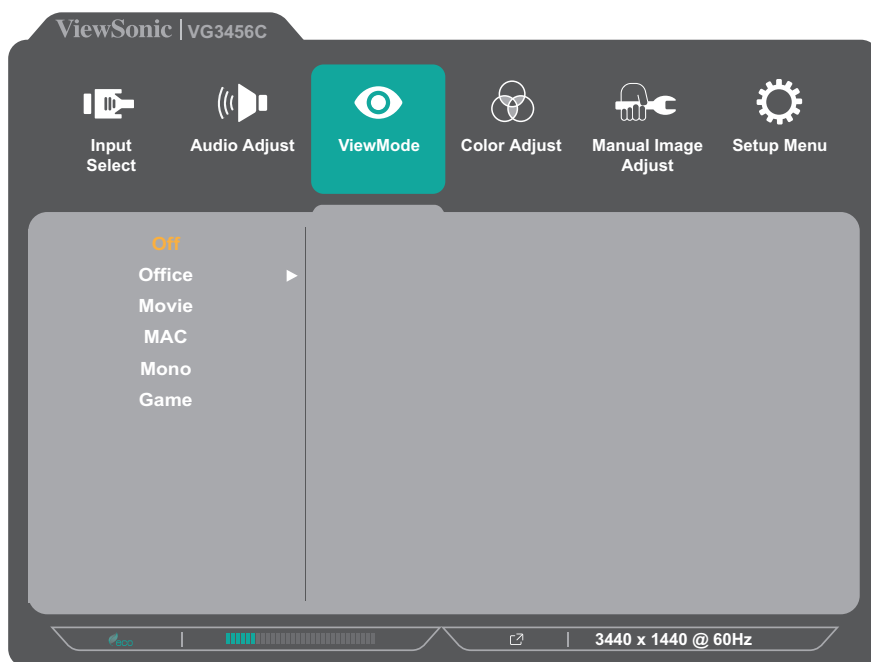 ViewSonic | VG3456C
Input
Select
Audio Adjust
ViewMode
Color Adjust
Manual Image
Adjust
Setup Menu
Off
Office
Movie
MAC
Mono
Game
eco
3440 x 1440 @ 60Hz